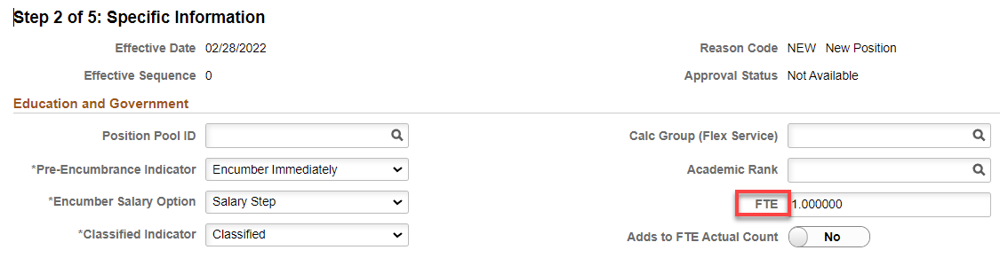 Step 2 of 5: Specific Information
Effective Date 02/28/2022 Reason Code NEW New Position
Effective Sequence 0 Approval Status Not Available
Education and Government
Position Pool ID Calc Group (Flex Service)
*Pre-Encumbrance Indicator Encumber Immediately Academic Rank
*Encumber Salary Option Salary Step FTE 1.000000
*Classified Indicator Classified Adds to FTE Actual Count No